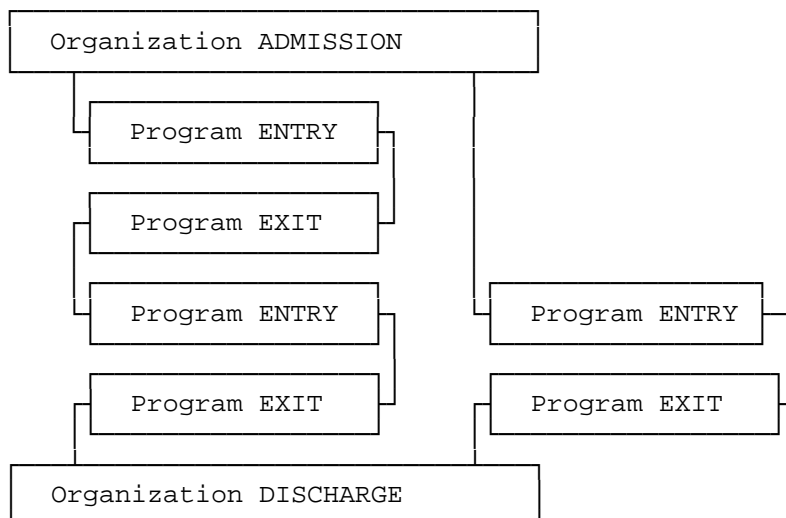 Organization ADMISSION
Program ENTRY
Program EXIT
Program ENTRY
Program ENTRY
Program EXIT
Program EXIT
Organization DISCHARGE